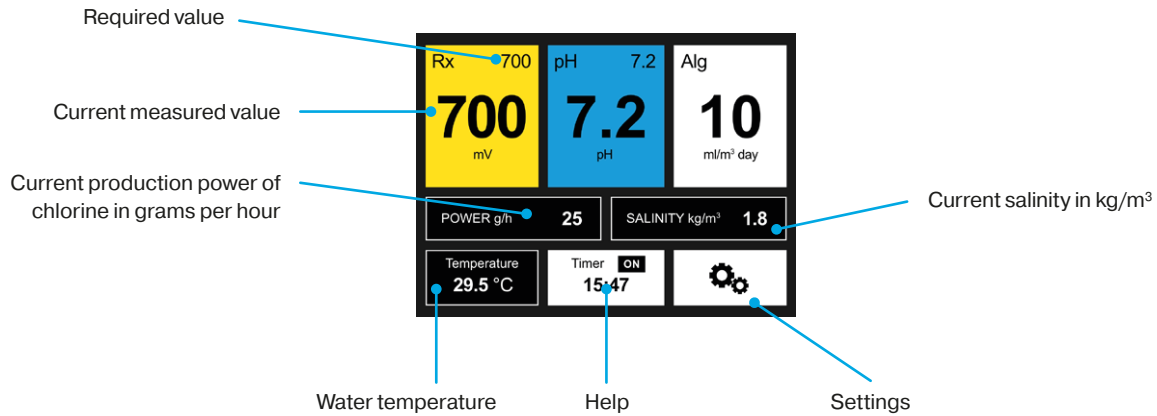 Required value
Rx 700
pH 7.2
Alg
Current measured value
700
7.2
10
mV
pH
ml/m³ day
Current production power of
chlorine in grams per hour
POWER g/h 25
SALINITY kg/m³ 1.8
Current salinity in kg/m³
Temperature
29.5 °C
Timer ON
15:47
Water temperature
Help
Settings